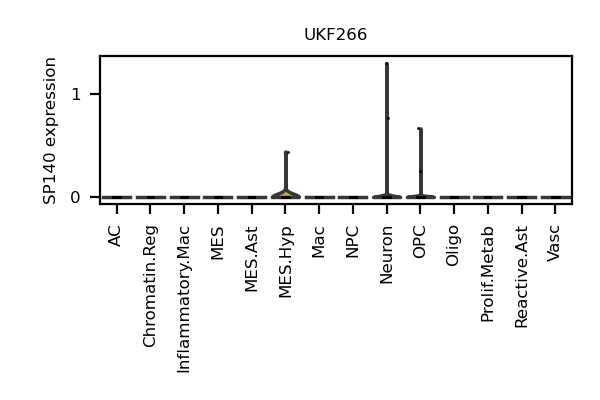 UKF266
SP140 expression
1
0
AC
Chromatin.Reg
Inflammatory.Mac
MES
MES.Ast
MES.Hyp
Mac
NPC
Neuron
OPC
Oligo
Prolif.Metab
Reactive.Ast
Vasc